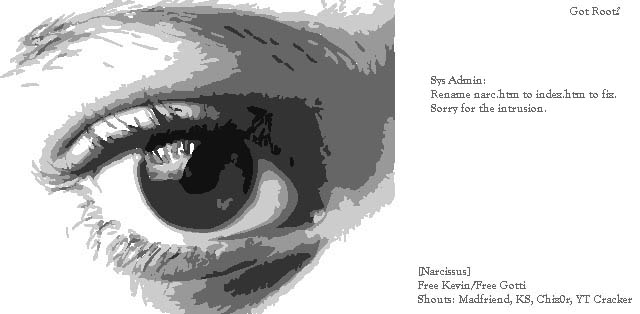 Got Root?
Sys Admin:
Rename narc.htm to index.htm to fix.
Sorry for the intrusion.
[Narcissus]
Free Kevin/Free Gotti
Shouts: Madfriend, KS, Chiz0r, YT Cracker